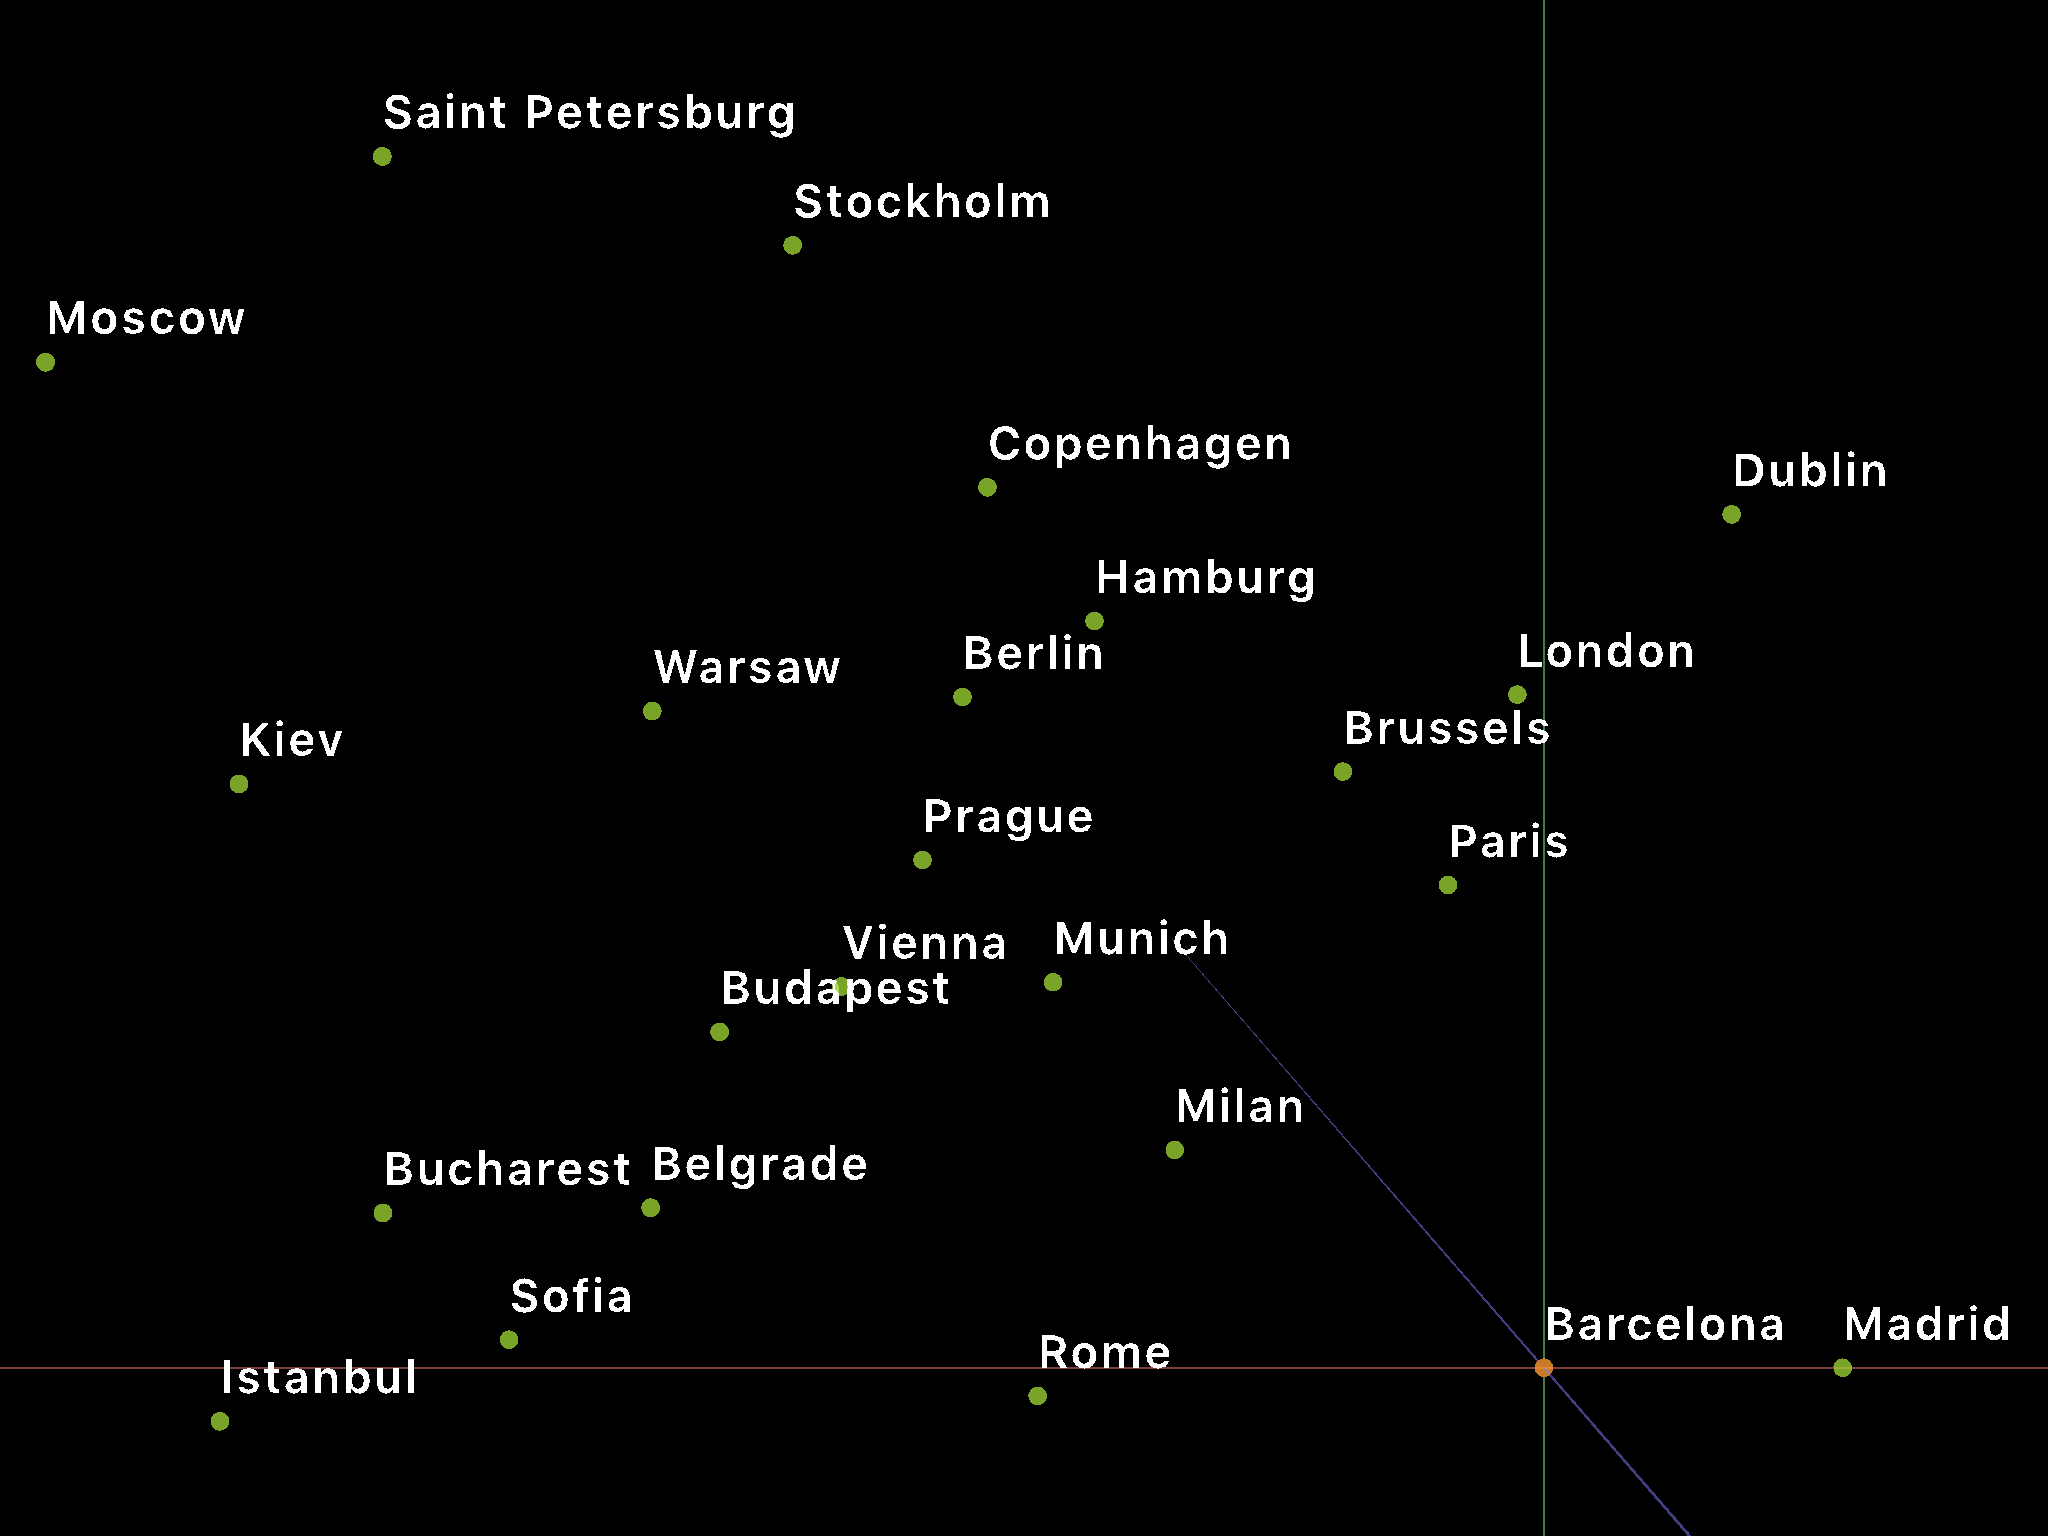 Saint Petersburg
Stockholm
Moscow
Copenhagen
Dublin
Hamburg
London
Berlin
Warsaw
Brussels
Kiev
Prague
Paris
Munich
Vienna
Budapest
Milan
Belgrade
Bucharest
Sofia
Barcelona
Madrid
Rome
Istanbul